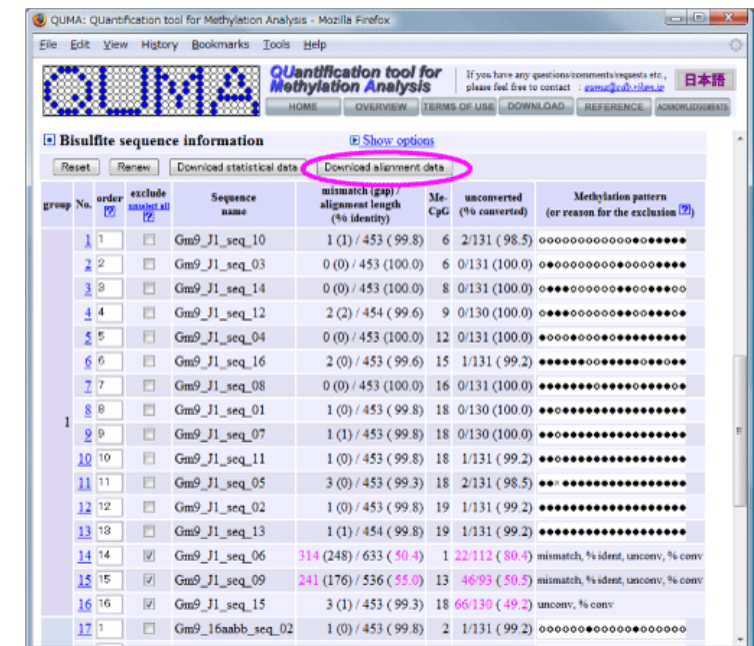 QUMA: QUantification tool for Methylation Analysis - Mozilla Firefox
File Edit View History Bookmarks Tools Help
QUMA
QUantification tool for
Methylation Analysis
If you have any questions/comments/requests etc.,
please feel free to contact : quma@cdb.riken.jp
日本語
HOME OVERVIEW TERMS OF USE DOWNLOAD REFERENCE ACKNOWLEDGEMENTS
Bisulfite sequence information Show options
Reset Renew Download statistical data Download alignment data
group No. order [?] exclude unselect all [?] Sequence name mismatch (gap) / alignment length (% identity) Me-CpG unconverted (% converted) Methylation pattern (or reason for the exclusion [?])
1
1 1 Gm9_J1_seq_10 1 (1) / 453 ( 99.8) 6 2/131 ( 98.5)
2 2 Gm9_J1_seq_03 0 (0) / 453 (100.0) 6 0/131 (100.0)
3 3 Gm9_J1_seq_14 0 (0) / 453 (100.0) 8 0/131 (100.0)
4 4 Gm9_J1_seq_12 2 (2) / 454 ( 99.6) 9 0/130 (100.0)
5 5 Gm9_J1_seq_04 0 (0) / 453 (100.0) 12 0/131 (100.0)
6 6 Gm9_J1_seq_16 2 (0) / 453 ( 99.6) 15 1/131 ( 99.2)
7 7 Gm9_J1_seq_08 0 (0) / 453 (100.0) 16 0/131 (100.0)
8 8 Gm9_J1_seq_01 1 (0) / 453 ( 99.8) 18 0/130 (100.0)
9 9 Gm9_J1_seq_07 1 (1) / 453 ( 99.8) 18 0/130 (100.0)
10 10 Gm9_J1_seq_11 1 (0) / 453 ( 99.8) 18 1/131 ( 99.2)
11 11 Gm9_J1_seq_05 3 (0) / 453 ( 99.3) 18 2/131 ( 98.5)
12 12 Gm9_J1_seq_02 1 (0) / 453 ( 99.8) 19 1/131 ( 99.2)
13 13 Gm9_J1_seq_13 1 (1) / 454 ( 99.8) 19 1/131 ( 99.2)
14 14 Gm9_J1_seq_06 314 (248) / 633 ( 50.4) 1 22/112 ( 80.4) mismatch, % ident, unconv, % conv
15 15 Gm9_J1_seq_09 241 (176) / 536 ( 55.0) 13 46/93 ( 50.5) mismatch, % ident, unconv, % conv
16 16 Gm9_J1_seq_15 3 (1) / 453 ( 99.3) 18 66/130 ( 49.2) unconv, % conv
17 1 Gm9_16aabb_seq_02 1 (0) / 453 ( 99.8) 2 1/131 ( 99.2)